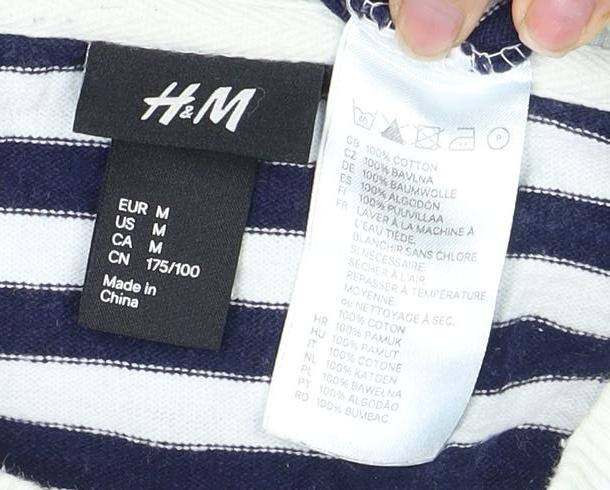 H&M
EUR M
US M
CA M
CN 175/100
Made in
China
40
P
GB 100% COTTON
CZ 100% BAVLNA
DE 100% BAUMWOLLE
ES 100% ALGODÓN
FI 100% PUUVILLAA
FR LAVER À LA MACHINE À
L'EAU TIÈDE.
BLANCHIR SANS CHLORE
SI NÉCESSAIRE.
SÉCHER À L'AIR.
REPASSER À TEMPÉRATURE
MOYENNE.
ou NETTOYAGE À SEC.
100% COTON
HR 100% PAMUK
HU 100% PAMUT
IT 100% COTONE
NL 100% KATOEN
PL 100% BAWEŁNA
PT 100% ALGODÃO
RO 100% BUMBAC